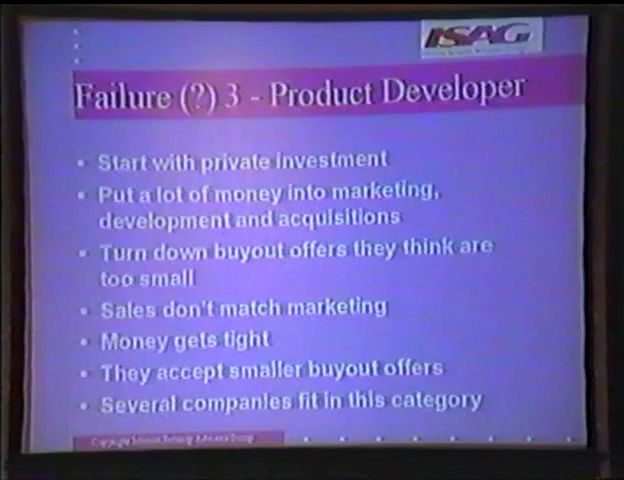 ISAG
Failure (?) 3 - Product Developer
• Start with private investment
• Put a lot of money into marketing,
development and acquisitions
• Turn down buyout offers they think are
too small
• Sales don't match marketing
• Money gets tight
• They accept smaller buyout offers
• Several companies fit in this category